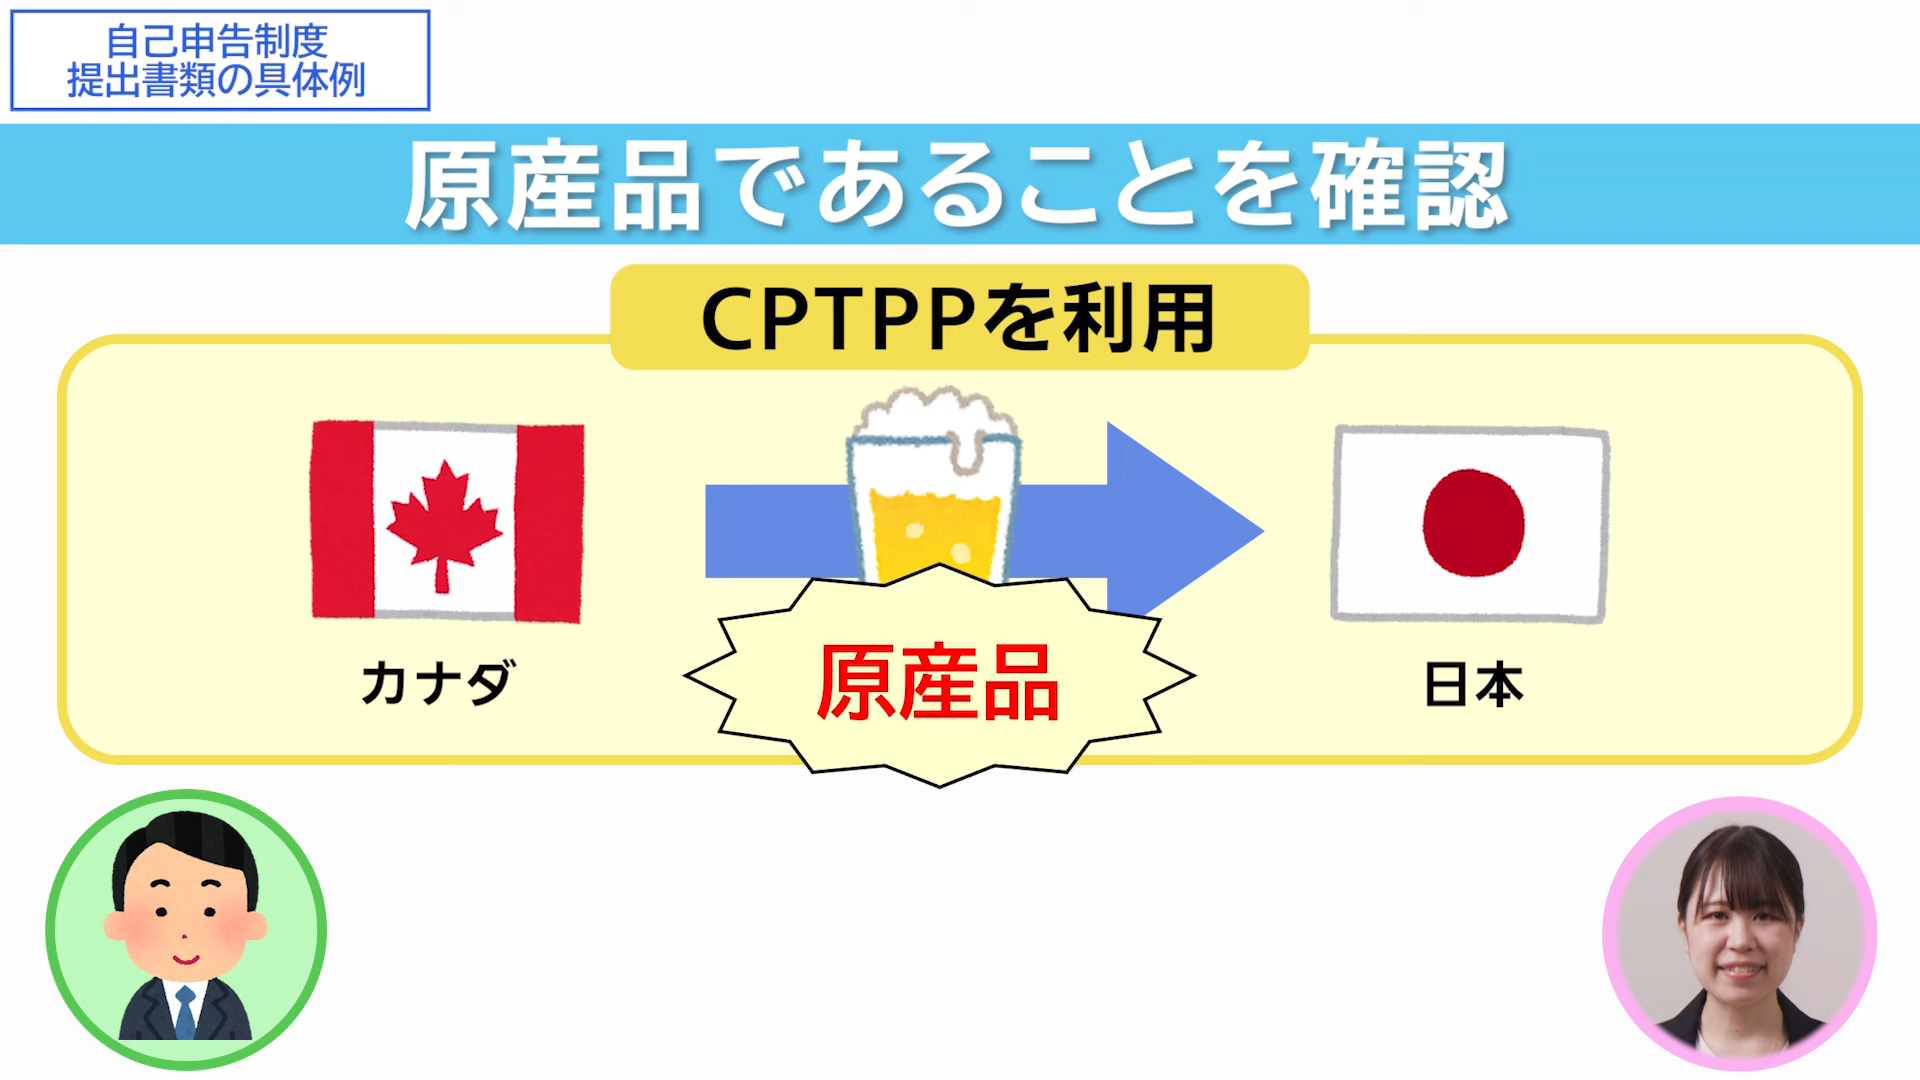 自己申告制度
提出書類の具体例
原産品であることを確認
CPTPPを利用
カナダ
原産品
日本